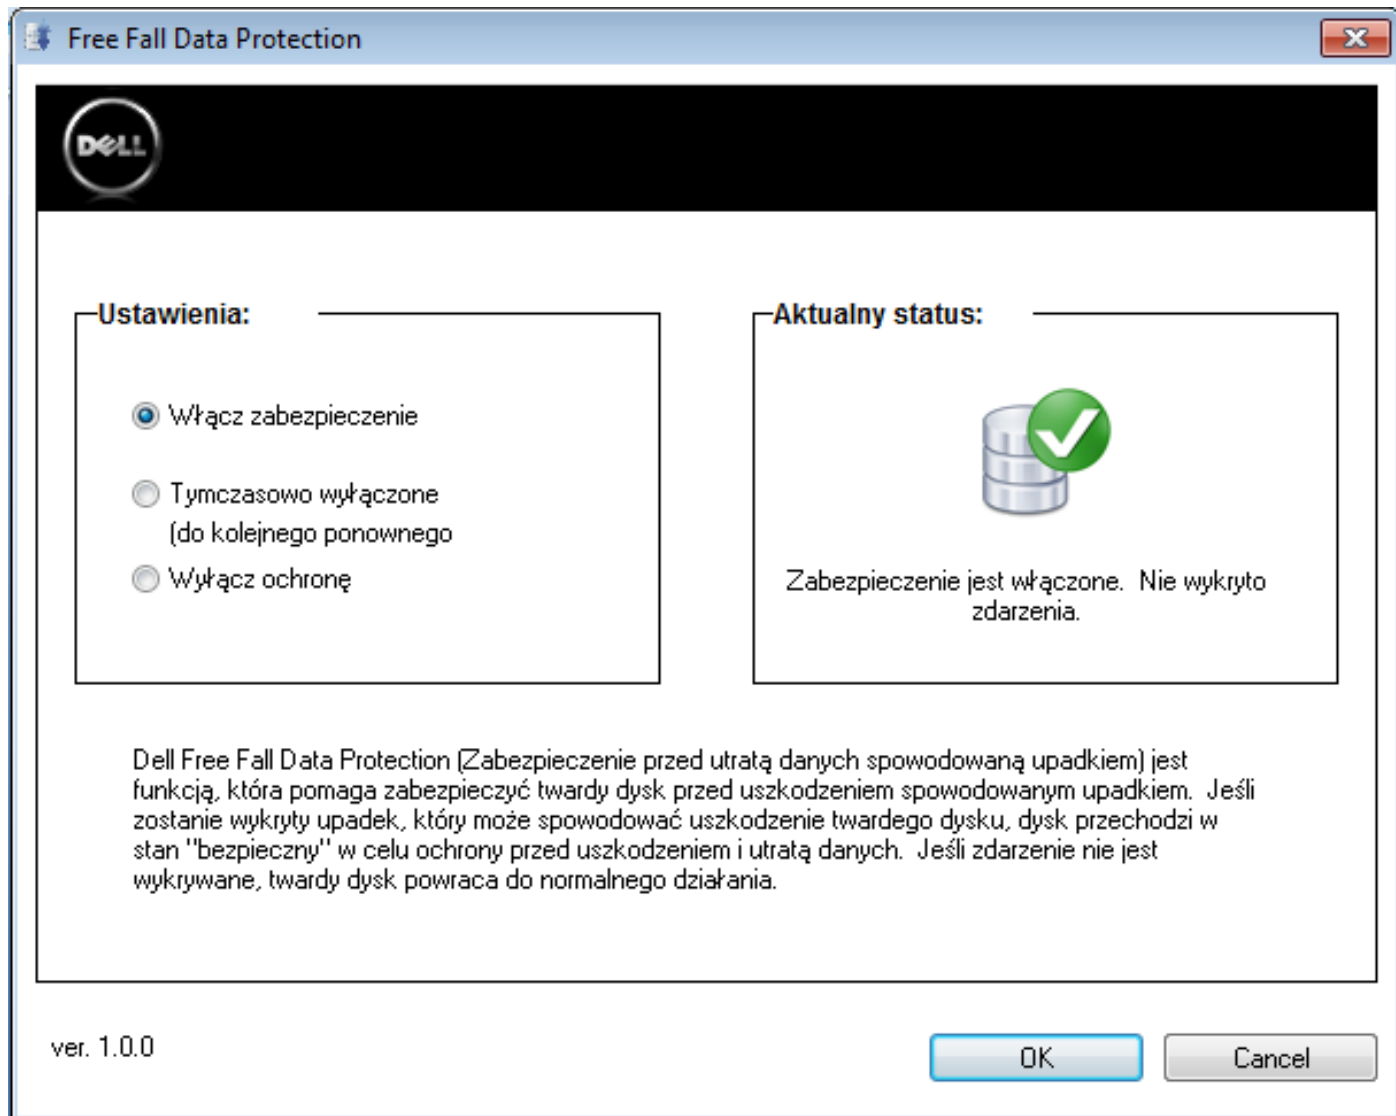 Free Fall Data Protection
DELL
Ustawienia:
Włącz zabezpieczenie
Tymczasowo wyłączone
(do kolejnego ponownego
Wyłącz ochronę
Aktualny status:
Zabezpieczenie jest włączone.  Nie wykryto
zdarzenia.
Dell Free Fall Data Protection (Zabezpieczenie przed utratą danych spowodowaną upadkiem) jest
funkcją, która pomaga zabezpieczyć twardy dysk przed uszkodzeniem spowodowanym upadkiem.  Jeśli
zostanie wykryty upadek, który może spowodować uszkodzenie twardego dysku, dysk przechodzi w
stan "bezpieczny" w celu ochrony przed uszkodzeniem i utratą danych.  Jeśli zdarzenie nie jest
wykrywane, twardy dysk powraca do normalnego działania.
ver. 1.0.0
OK
Cancel